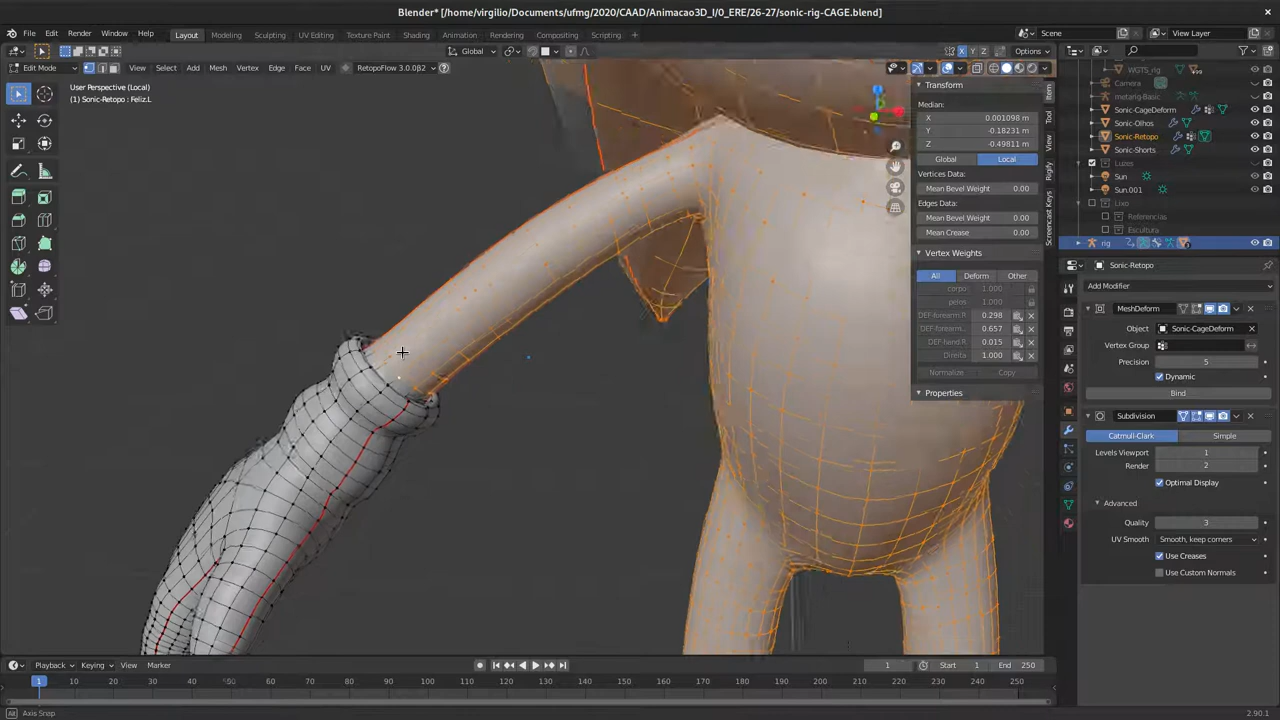 Blender* [/home/virgilio/Documents/ufmg/2020/CAAD/Animacao3D_I/0_ERE/26-27/sonic-rig-CAGE.blend]
File Edit Render Window Help Layout Modeling Sculpting UV Editing Texture Paint Shading Animation Rendering Compositing Scripting + Scene View Layer
Global X Y Z Options
Edit Mode View Select Add Mesh Vertex Edge Face UV RetopoFlow 3.0.0β2
User Perspective (Local)
(1) Sonic-Retopo : Feliz.L
Transform
Median:
X 0.001098 m
Y -0.18231 m
Z -0.49811 m
Global Local
Vertices Data:
Mean Bevel Weight 0.00
Edges Data:
Mean Bevel Weight 0.00
Mean Crease 0.00
Vertex Weights
All Deform Other
corpo 1.000
pelos 1.000
DEF-forearm.R 0.298
DEF-forearm... 0.657
DEF-hand.R 0.015
Direita 1.000
Normalize Copy
Properties
Item
Tool
View
Rigify
Screencast Keys
WGTS_rig
Camera
metarig-Basic
Sonic-CageDeform
Sonic-Olhos
Sonic-Retopo
Sonic-Shorts
Luzes
Sun
Sun.001
Lixo
Referencias
Escultura
rig
Sonic-Retopo
Add Modifier
MeshDeform
Object Sonic-CageDeform
Vertex Group
Precision 5
Dynamic
Bind
Subdivision
Catmull-Clark Simple
Levels Viewport 1
Render 2
Optimal Display
Advanced
Quality 3
UV Smooth Smooth, keep corners
Use Creases
Use Custom Normals
Playback Keying View Marker 1 Start 1 End 250
1 10 20 30 40 50 60 70 80 90 100 110 120 130 140 150 160 170 180 190 200 210 220 230 240 250
Axis Snap 2.90.1